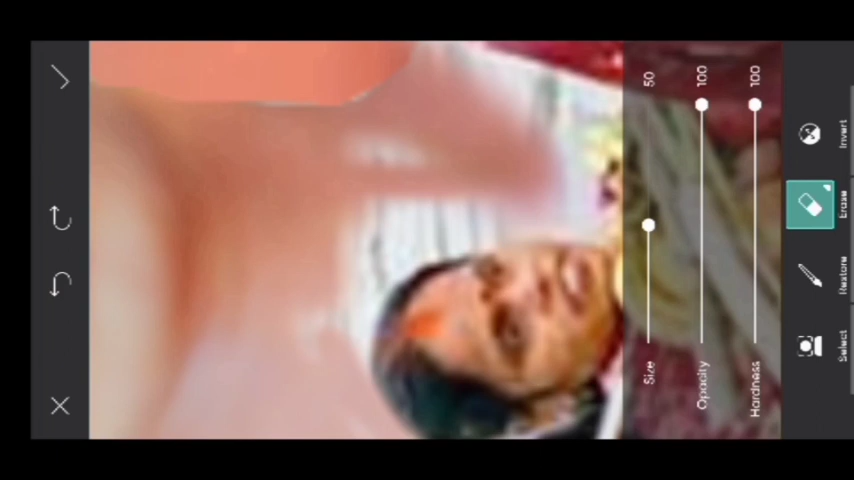 Size 50
Opacity 100
Hardness 100
Select
Restore
Erase
Invert